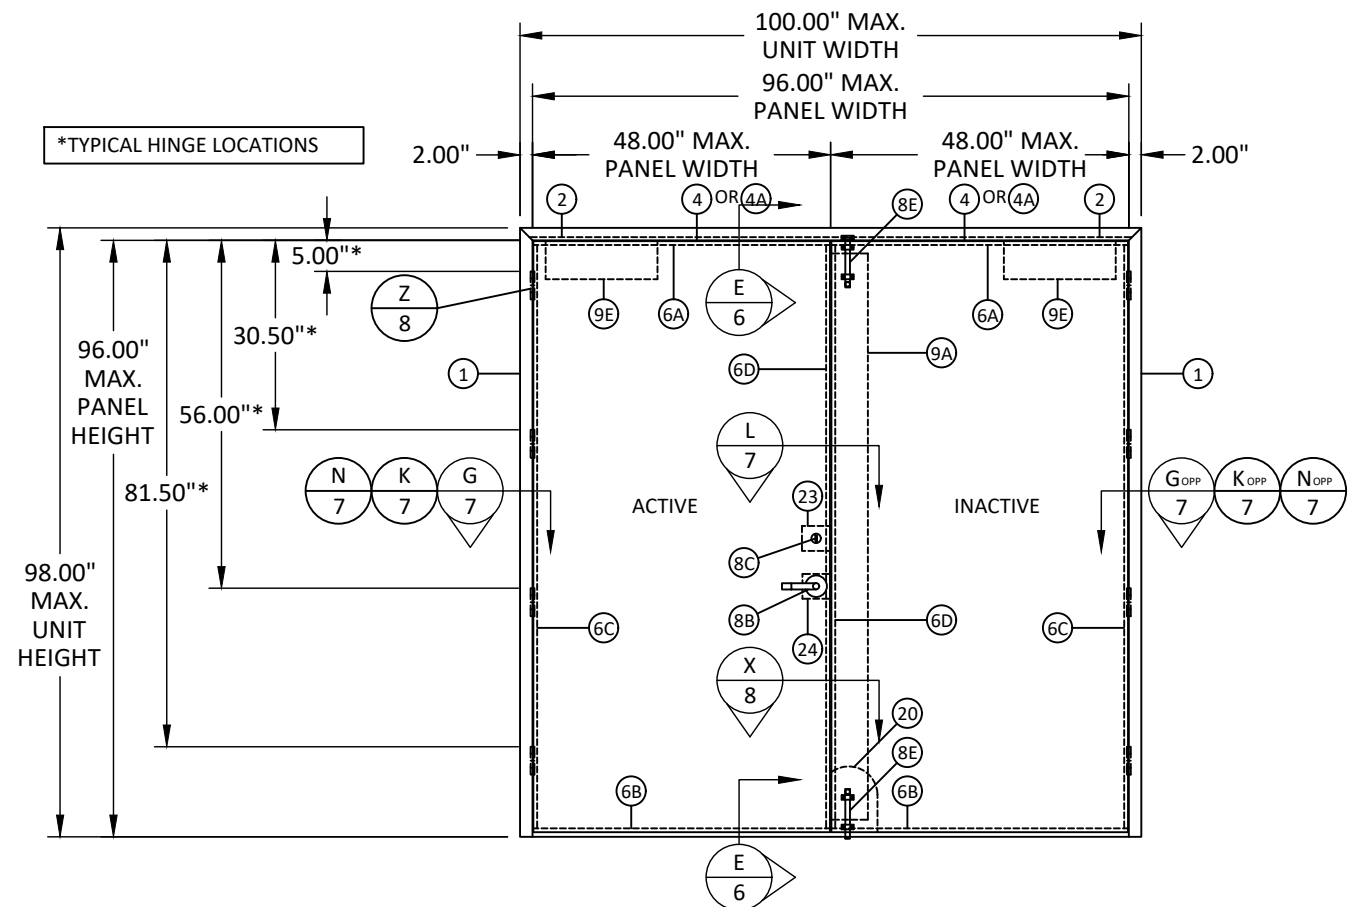 100.00" MAX.
UNIT WIDTH
96.00" MAX.
PANEL WIDTH
*TYPICAL HINGE LOCATIONS
2.00"
48.00" MAX.
PANEL WIDTH
48.00" MAX.
PANEL WIDTH
2.00"
2
4 OR 4A
8E
4 OR 4A
2
5.00"*
Z
8
9E
6A
E
6
6A
9E
30.50"*
96.00"
MAX.
PANEL
HEIGHT
1
6D
9A
1
56.00"*
L
7
81.50"*
N
7
K
7
G
7
ACTIVE
23
INACTIVE
GOPP
7
KOPP
7
NOPP
7
8C
98.00"
MAX.
UNIT
HEIGHT
6C
8B
24
6D
6C
X
8
20
8E
6B
6B
E
6